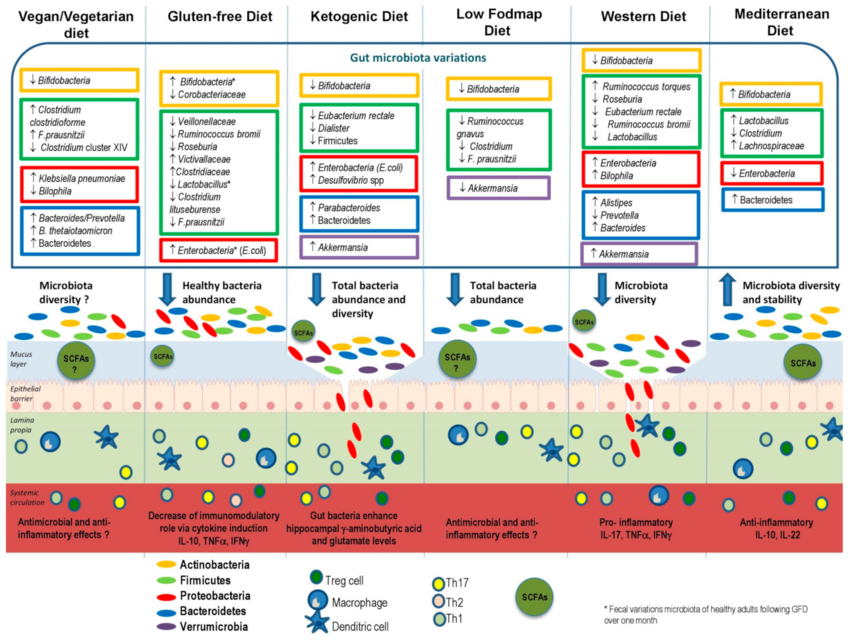 Vegan/Vegetarian
diet
Gluten-free Diet
Ketogenic Diet
Low Fodmap
Diet
Western Diet
Mediterranean
Diet
Gut microbiota variations
↓ Bifidobacteria
↑ Clostridium
clostridioforme
↑ F.prausnitzii
↓ Clostridium cluster XIV
↑ Klebsiella pneumoniae
↓ Bilophila
↑ Bacteroides/Prevotella
↑ B. thetaiotaomicron
↑ Bacteroidetes
↑ Bifidobacteria*
↓ Corobacteriaceae
↓ Veillonellaceae
↓ Ruminococcus bromii
↓ Roseburia
↑ Victivallaceae
↑Clostridiaceae
↓ Lactobacillus*
↓ Clostridium
lituseburense
↓ F.prausnitzii
↑ Enterobacteria* (E.coli)
↓ Bifidobacteria
↓ Eubacterium rectale
↓ Dialister
↓ Firmicutes
↑ Enterobacteria (E.coli)
↑ Desulfovibrio spp
↑ Parabacteroides
↑ Bacteroidetes
↑ Akkermansia
↓ Bifidobacteria
↓ Ruminococcus
gnavus
↓ Clostridium
↓ F. prausnitzii
↓ Akkermansia
↓ Bifidobacteria
↑ Ruminococcus torques
↓ Roseburia
↓ Eubacterium rectale
↓ Ruminococcus bromii
↓ Lactobacillus
↑ Enterobacteria
↑ Bilophila
↑ Alistipes
↓ Prevotella
↑ Bacteroides
↑ Akkermansia
↑ Bifidobacteria
↑ Lactobacillus
↓ Clostridium
↑ Lachnospiraceae
↓ Enterobacteria
↑ Bacteroidetes
Microbiota
diversity ?
Healthy bacteria
abundance
Total bacteria
abundance and
diversity
Total bacteria
abundance
Microbiota
diversity
Microbiota diversity
and stability
Mucus
layer
SCFAs
?
SCFAs
SCFAs
SCFAs
?
SCFAs
SCFAs
Epithelial
barrier
Lamina
propia
Systemic
circulation
Antimicrobial and anti-
inflammatory effects ?
Decrease of immunomodulatory
role via cytokine induction
IL-10, TNFα, IFNγ
Gut bacteria enhance
hippocampal γ-aminobutyric acid
and glutamate levels
Antimicrobial and anti-
inflammatory effects ?
Pro- inflammatory
IL-17, TNFα, IFNγ
Anti-inflammatory
IL-10, IL-22
Actinobacteria
Firmicutes
Proteobacteria
Bacteroidetes
Verrumicrobia
Treg cell
Macrophage
Denditric cell
Th17
Th2
Th1
SCFAs
* Fecal variations microbiota of healthy adults following GFD
over one month